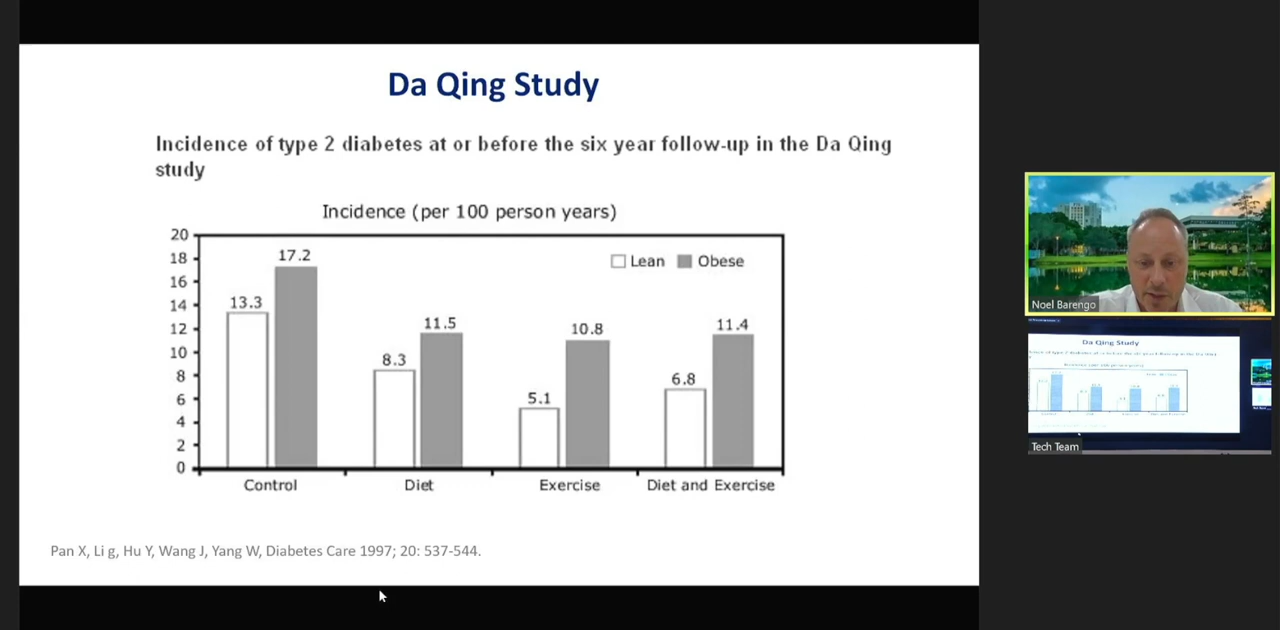 Da Qing Study
Incidence of type 2 diabetes at or before the six year follow-up in the Da Qing
study
Incidence (per 100 person years)
20
18
16
14
12
10
8
6
4
2
0
Lean Obese
13.3 17.2
8.3 11.5
5.1 10.8
6.8 11.4
Control Diet Exercise Diet and Exercise
Pan X, Li g, Hu Y, Wang J, Yang W, Diabetes Care 1997; 20: 537-544.
Noel Barengo
Da Qing Study
Tech Team